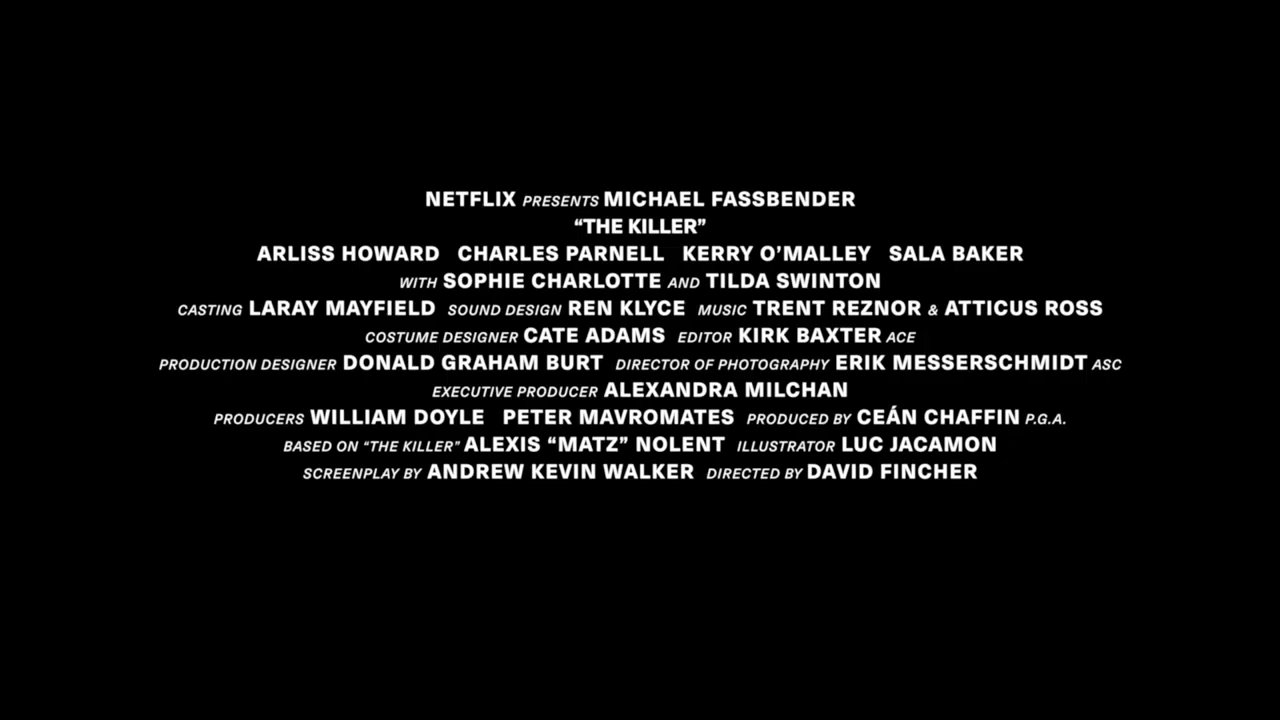 NETFLIX PRESENTS MICHAEL FASSBENDER
“THE KILLER”
ARLISS HOWARD CHARLES PARNELL KERRY O’MALLEY SALA BAKER
WITH SOPHIE CHARLOTTE AND TILDA SWINTON
CASTING LARAY MAYFIELD SOUND DESIGN REN KLYCE MUSIC TRENT REZNOR & ATTICUS ROSS
COSTUME DESIGNER CATE ADAMS EDITOR KIRK BAXTER ACE
PRODUCTION DESIGNER DONALD GRAHAM BURT DIRECTOR OF PHOTOGRAPHY ERIK MESSERSCHMIDT ASC
EXECUTIVE PRODUCER ALEXANDRA MILCHAN
PRODUCERS WILLIAM DOYLE PETER MAVROMATES PRODUCED BY CEÁN CHAFFIN P.G.A.
BASED ON “THE KILLER” ALEXIS “MATZ” NOLENT ILLUSTRATOR LUC JACAMON
SCREENPLAY BY ANDREW KEVIN WALKER DIRECTED BY DAVID FINCHER